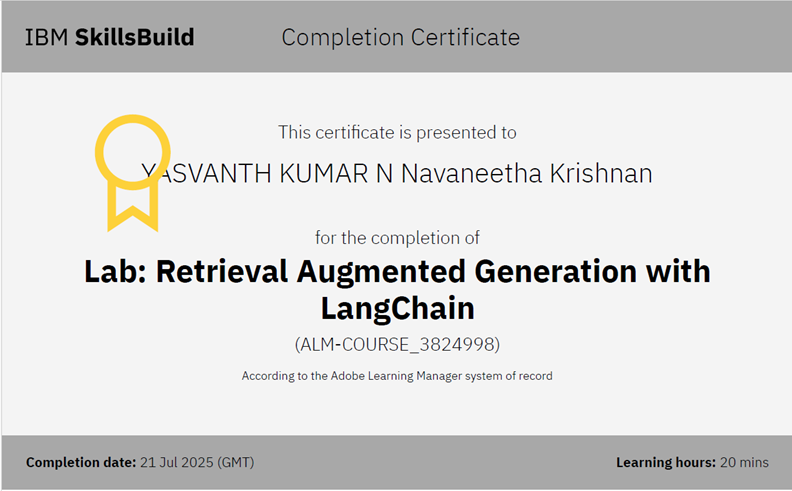 IBM SkillsBuild
Completion Certificate
This certificate is presented to
YASVANTH KUMAR N Navaneetha Krishnan
for the completion of
Lab: Retrieval Augmented Generation with
LangChain
(ALM-COURSE_3824998)
According to the Adobe Learning Manager system of record
Completion date: 21 Jul 2025 (GMT)
Learning hours: 20 mins